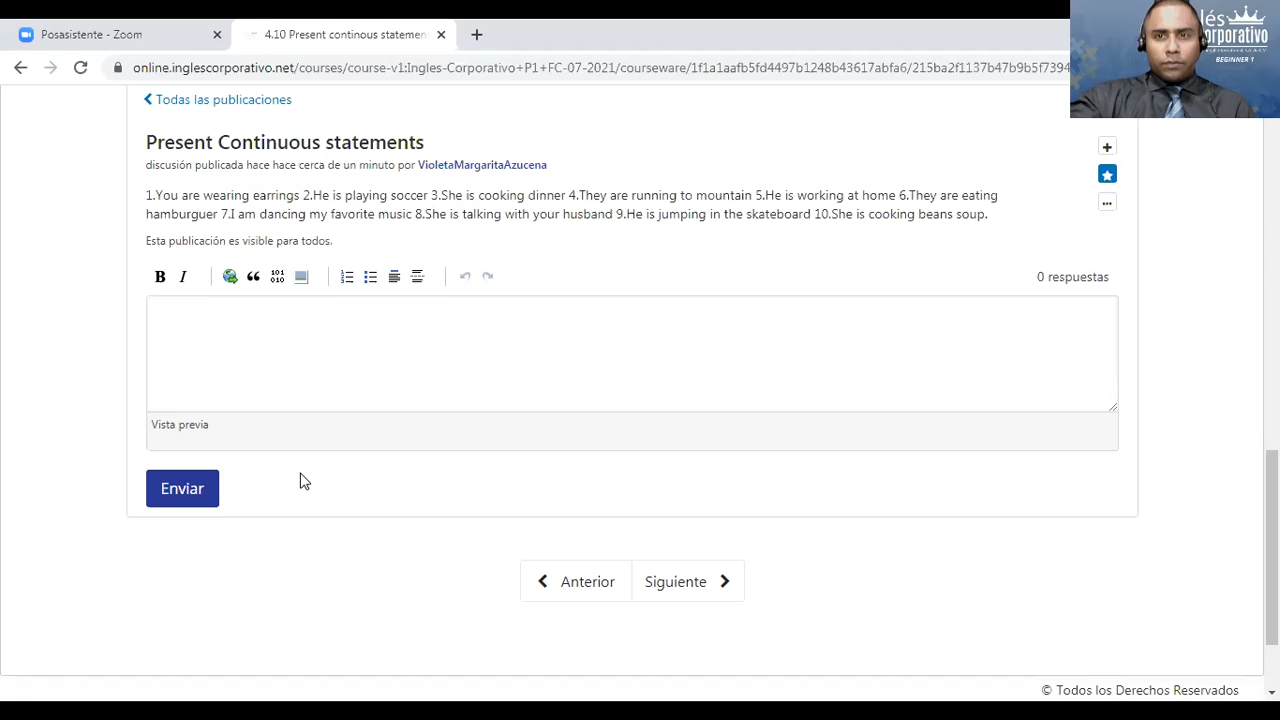 Posasistente - Zoom
4.10 Present continous statemen
online.inglescorporativo.net/courses/course-v1:Ingles-Corporativo+P1+FC-07-2021/courseware/1f1a1aafb5fd4497b1248b43617abfa6/215ba2f1137b47b9b5f7394
lés
orporativo
BEGINNER 1
Todas las publicaciones
Present Continuous statements
discusión publicada hace hace cerca de un minuto por VioletaMargaritaAzucena
1.You are wearing earrings 2.He is playing soccer 3.She is cooking dinner 4.They are running to mountain 5.He is working at home 6.They are eating
hamburguer 7.I am dancing my favorite music 8.She is talking with your husband 9.He is jumping in the skateboard 10.She is cooking beans soup.
Esta publicación es visible para todos.
B I 101 010
0 respuestas
Vista previa
Enviar
Anterior Siguiente
© Todos los Derechos Reservados